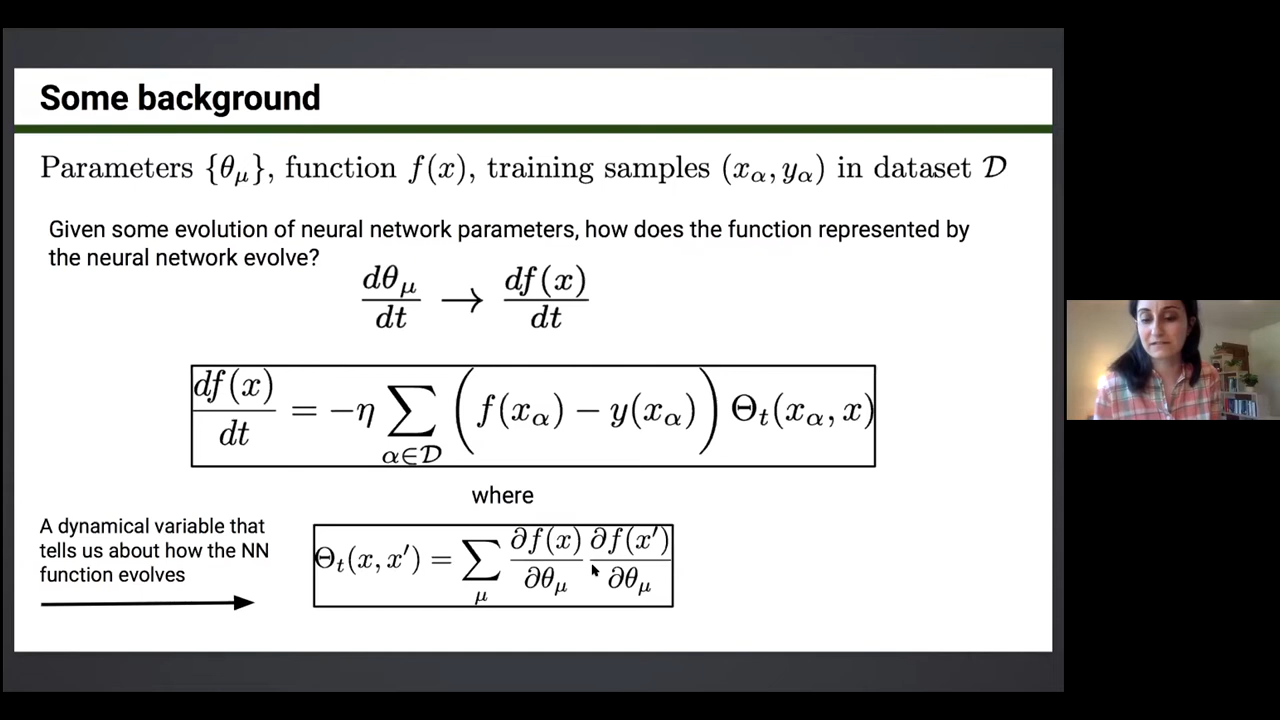 Some background
Parameters {θ_μ}, function f(x), training samples (x_α, y_α) in dataset 𝒟
Given some evolution of neural network parameters, how does the function represented by
the neural network evolve?
dθ_μ/dt → df(x)/dt
df(x)/dt = −η ∑_{α∈𝒟} (f(x_α) − y(x_α)) Θ_t(x_α, x)
where
A dynamical variable that
tells us about how the NN
function evolves
Θ_t(x, x′) = ∑_μ ∂f(x)/∂θ_μ ∂f(x′)/∂θ_μ